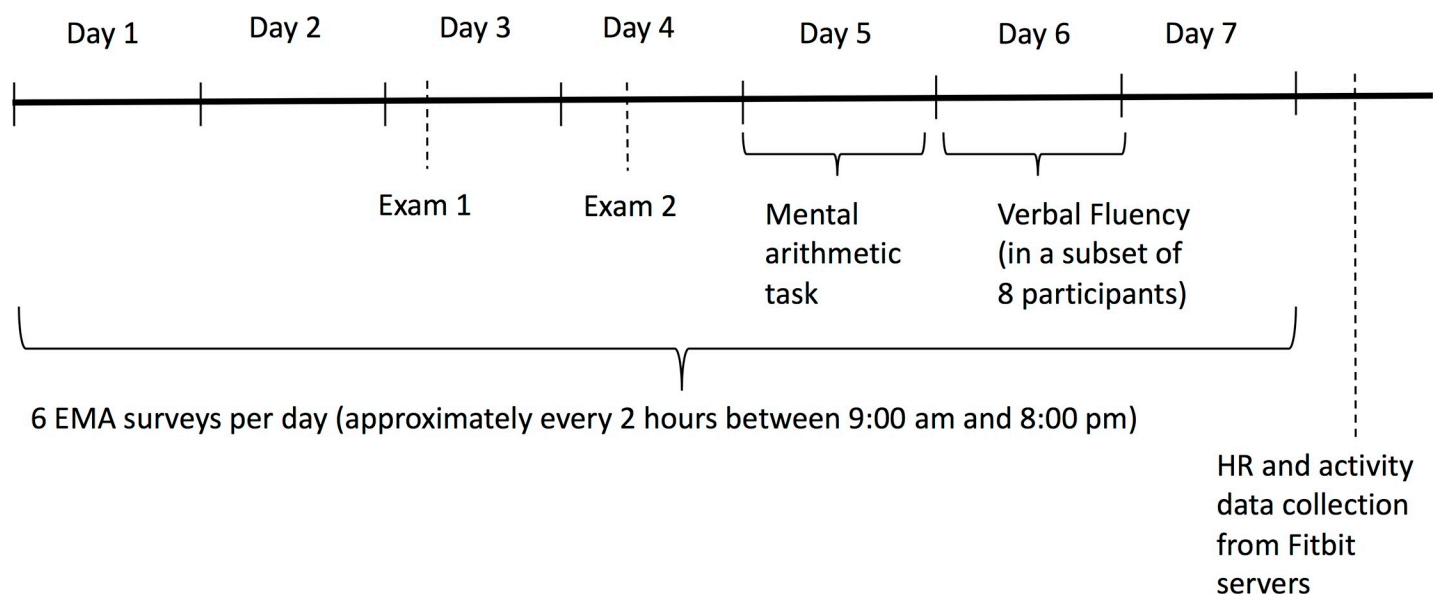 Day 1
Day 2
Day 3
Day 4
Day 5
Day 6
Day 7
Exam 1
Exam 2
Mental
arithmetic
task
Verbal Fluency
(in a subset of
8 participants)
6 EMA surveys per day (approximately every 2 hours between 9:00 am and 8:00 pm)
HR and activity
data collection
from Fitbit
servers